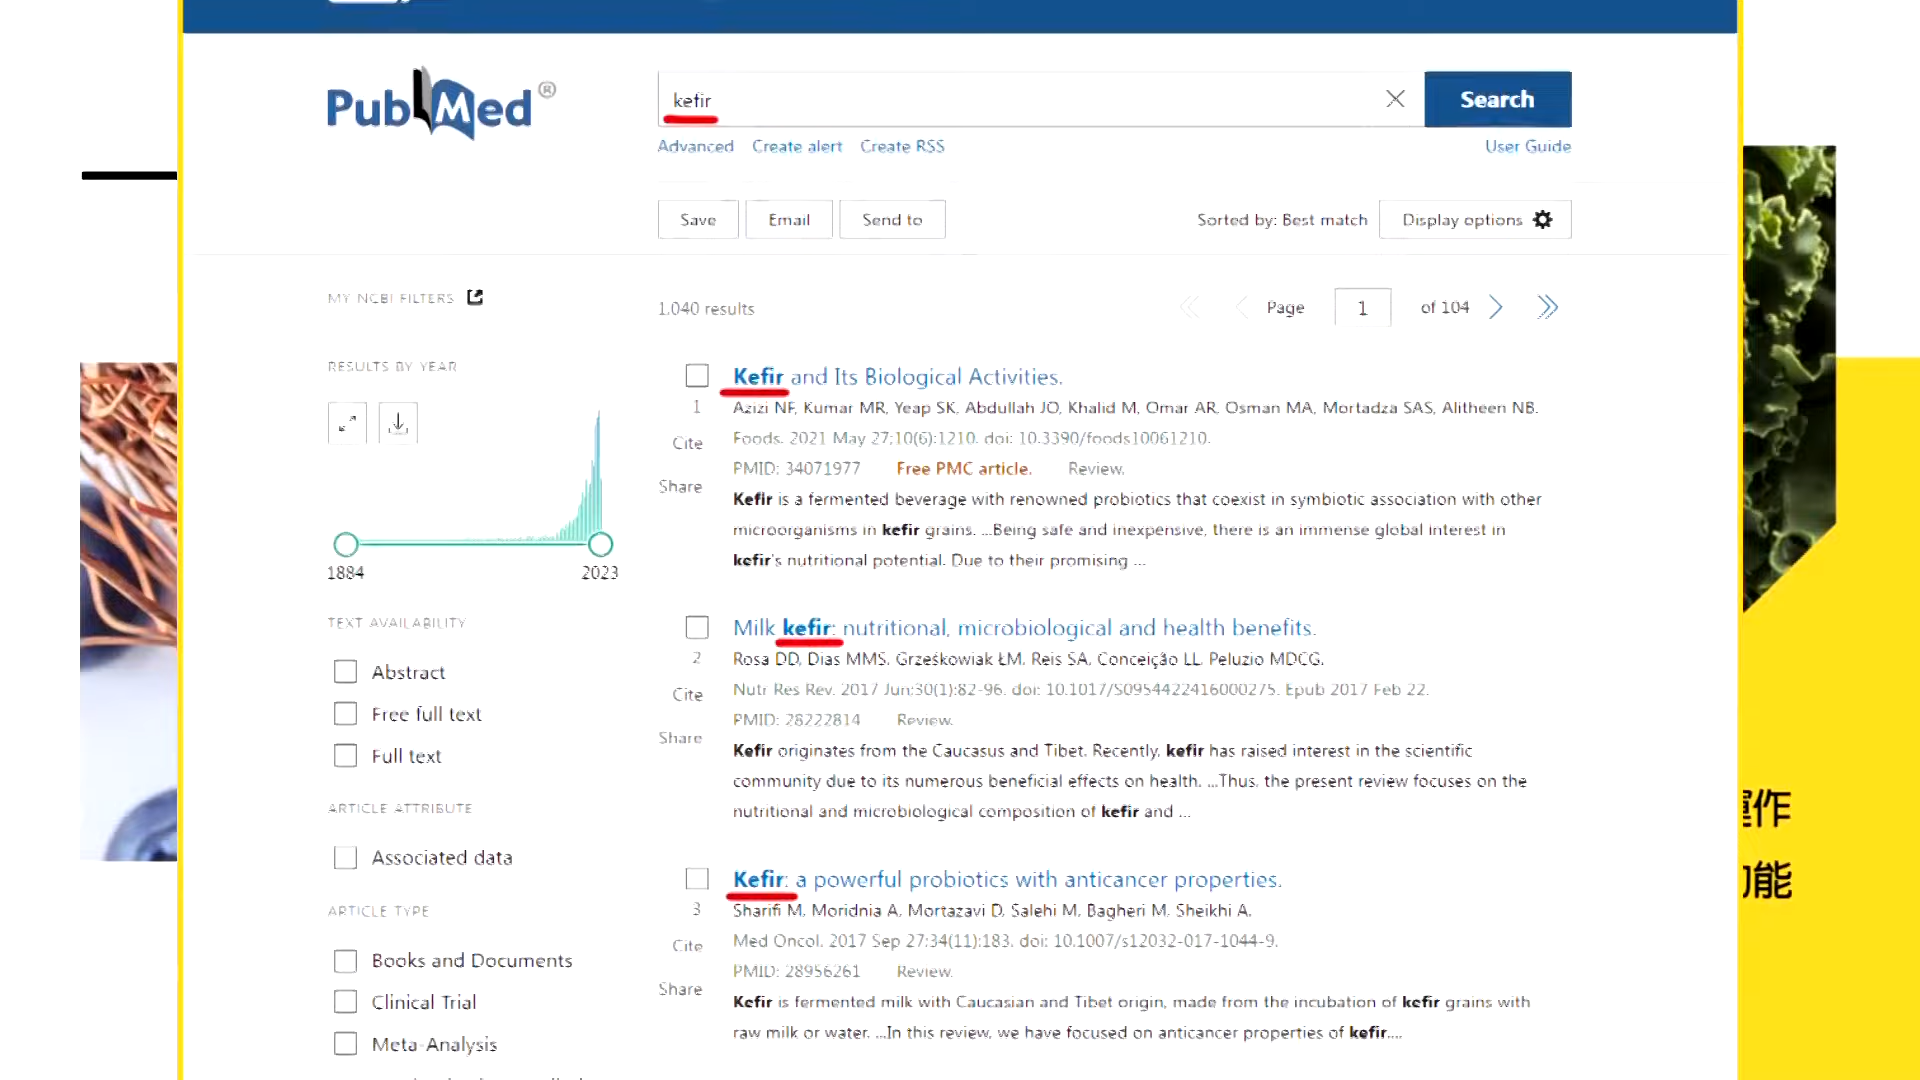 PubMed®
kefir
Search
Advanced Create alert Create RSS
User Guide
Save Email Send to
Sorted by: Best match Display options
MY NCBI FILTERS
1,040 results
Page 1 of 104
RESULTS BY YEAR
1884 2023
TEXT AVAILABILITY
Abstract
Free full text
Full text
ARTICLE ATTRIBUTE
Associated data
ARTICLE TYPE
Books and Documents
Clinical Trial
Meta-Analysis
Kefir and Its Biological Activities.
1
Azizi NF, Kumar MR, Yeap SK, Abdullah JO, Khalid M, Omar AR, Osman MA, Mortadza SAS, Alitheen NB.
Cite
Foods. 2021 May 27;10(6):1210. doi: 10.3390/foods10061210.
PMID: 34071977 Free PMC article. Review.
Share
Kefir is a fermented beverage with renowned probiotics that coexist in symbiotic association with other
microorganisms in kefir grains. ...Being safe and inexpensive, there is an immense global interest in
kefir's nutritional potential. Due to their promising ...
Milk kefir: nutritional, microbiological and health benefits.
2
Rosa DD, Dias MMS, Grześkowiak ŁM, Reis SA, Conceição LL, Peluzio MDCG.
Cite
Nutr Res Rev. 2017 Jun;30(1):82-96. doi: 10.1017/S0954422416000275. Epub 2017 Feb 22.
PMID: 28222814 Review.
Share
Kefir originates from the Caucasus and Tibet. Recently, kefir has raised interest in the scientific
community due to its numerous beneficial effects on health. ...Thus, the present review focuses on the
nutritional and microbiological composition of kefir and ...
Kefir: a powerful probiotics with anticancer properties.
3
Sharifi M, Moridnia A, Mortazavi D, Salehi M, Bagheri M, Sheikhi A.
Cite
Med Oncol. 2017 Sep 27;34(11):183. doi: 10.1007/s12032-017-1044-9.
PMID: 28956261 Review.
Share
Kefir is fermented milk with Caucasian and Tibet origin, made from the incubation of kefir grains with
raw milk or water. ...In this review, we have focused on anticancer properties of kefir....
作
能